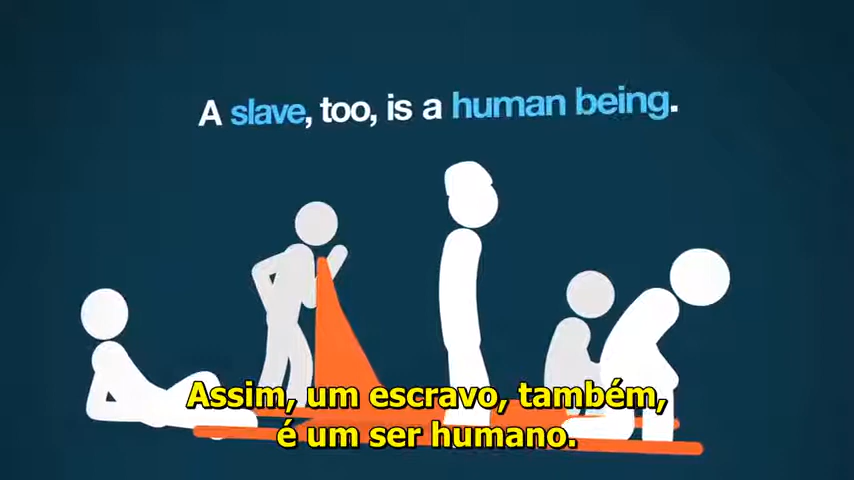 A slave, too, is a human being.
Assim, um escravo, também,
é um ser humano.